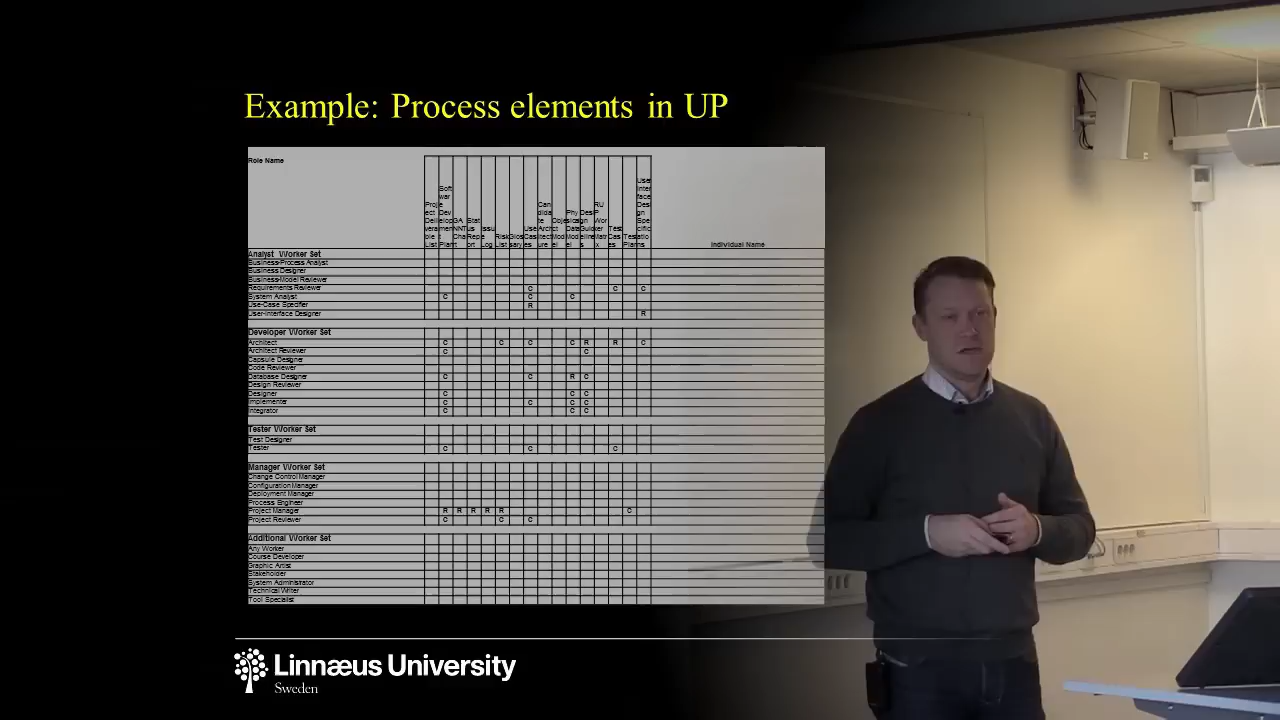 Example: Process elements in UP
Role Name
Individual Name
Analyst Worker Set
Business-Process Analyst
Business Designer
Business-Model Reviewer
Requirements Reviewer C C C
System Analyst C C C
Use-Case Specifier R
User-Interface Designer R
Developer Worker Set
Architect C C C C R R C
Architect Reviewer C C
Capsule Designer
Code Reviewer
Database Designer C C R C
Design Reviewer
Designer C C C
Implementer C C C C
Integrator C C C
Tester Worker Set
Test Designer
Tester C C C
Manager Worker Set
Change Control Manager
Configuration Manager
Deployment Manager
Process Engineer
Project Manager R R R R R C
Project Reviewer C C C
Additional Worker Set
Any Worker
Course Developer
Graphic Artist
Stakeholder
System Administrator
Technical Writer
Tool Specialist
Linnæus University
Sweden